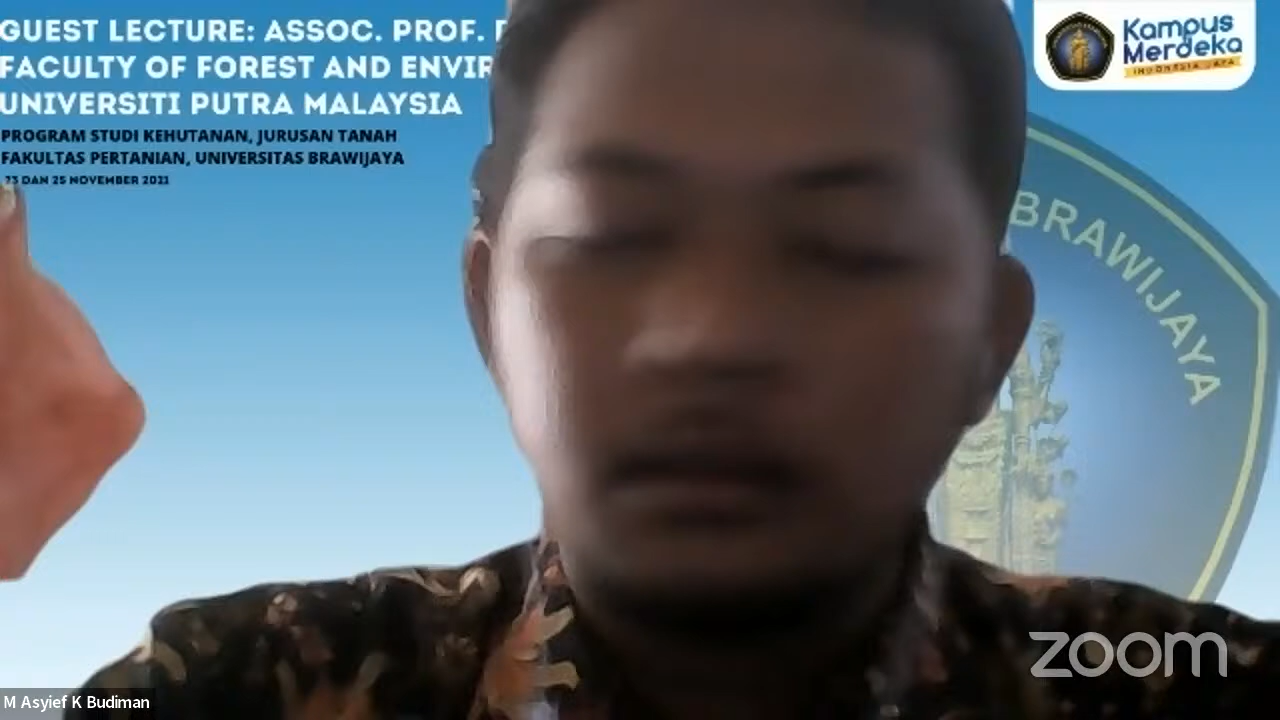 GUEST LECTURE: ASSOC. PROF.
FACULTY OF FOREST AND ENVIR
UNIVERSITI PUTRA MALAYSIA
PROGRAM STUDI KEHUTANAN, JURUSAN TANAH
FAKULTAS PERTANIAN, UNIVERSITAS BRAWIJAYA
23 DAN 25 NOVEMBER 2021
Kampus
Merdeka
INDONESIA JAYA
BRAWIJAYA
zoom
M Asyief K Budiman